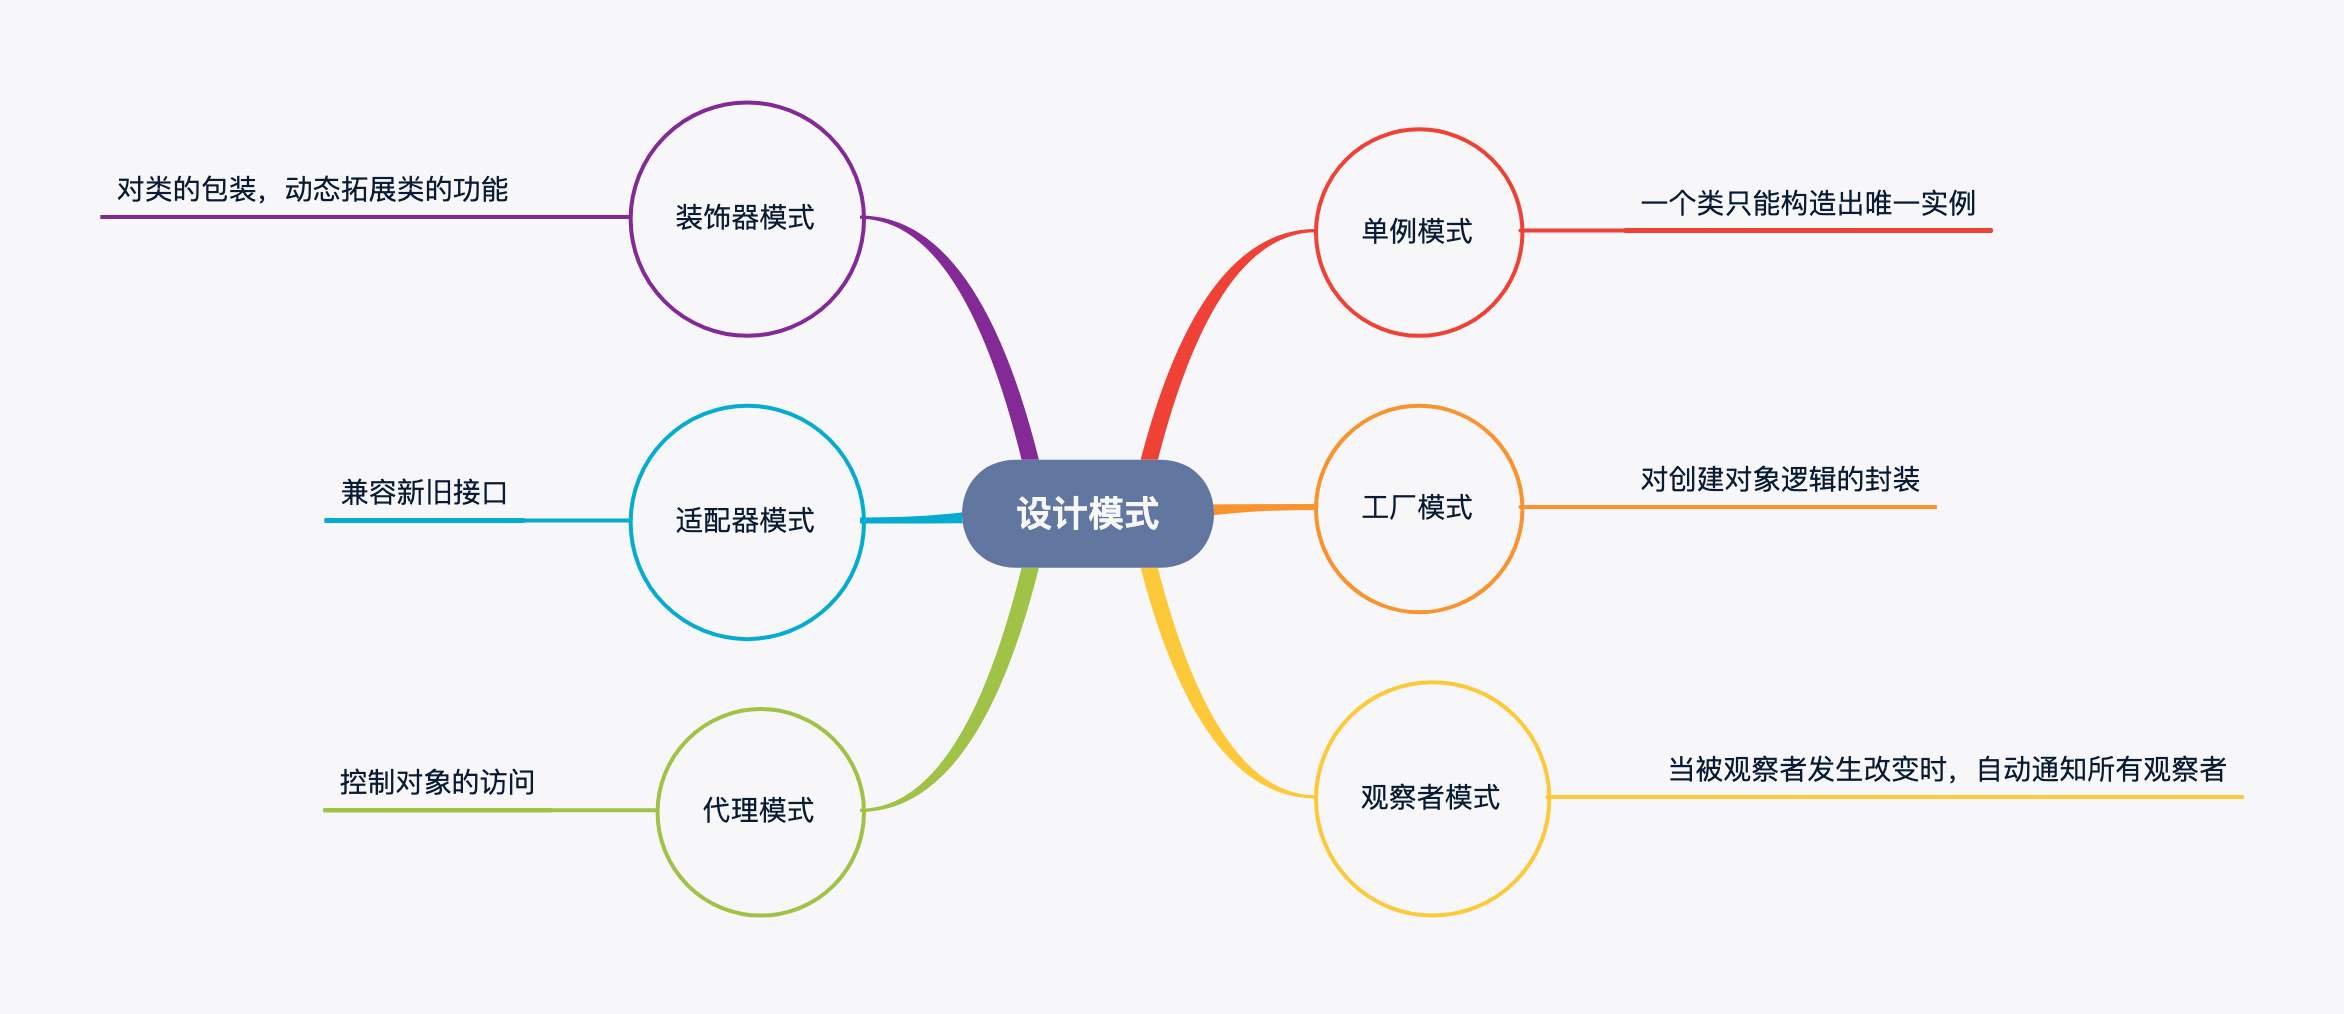 设计模式
单例模式
一个类只能构造出唯一实例
工厂模式
对创建对象逻辑的封装
观察者模式
当被观察者发生改变时，自动通知所有观察者
装饰器模式
对类的包装，动态拓展类的功能
适配器模式
兼容新旧接口
代理模式
控制对象的访问